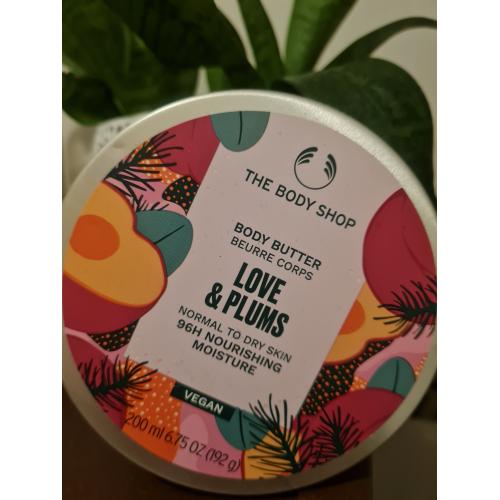 THE BODY SHOP
BODY BUTTER
BEURRE CORPS
LOVE
& PLUMS
NORMAL TO DRY SKIN
96H NOURISHING
MOISTURE
VEGAN
200 ml 6.75 OZ (192 g)